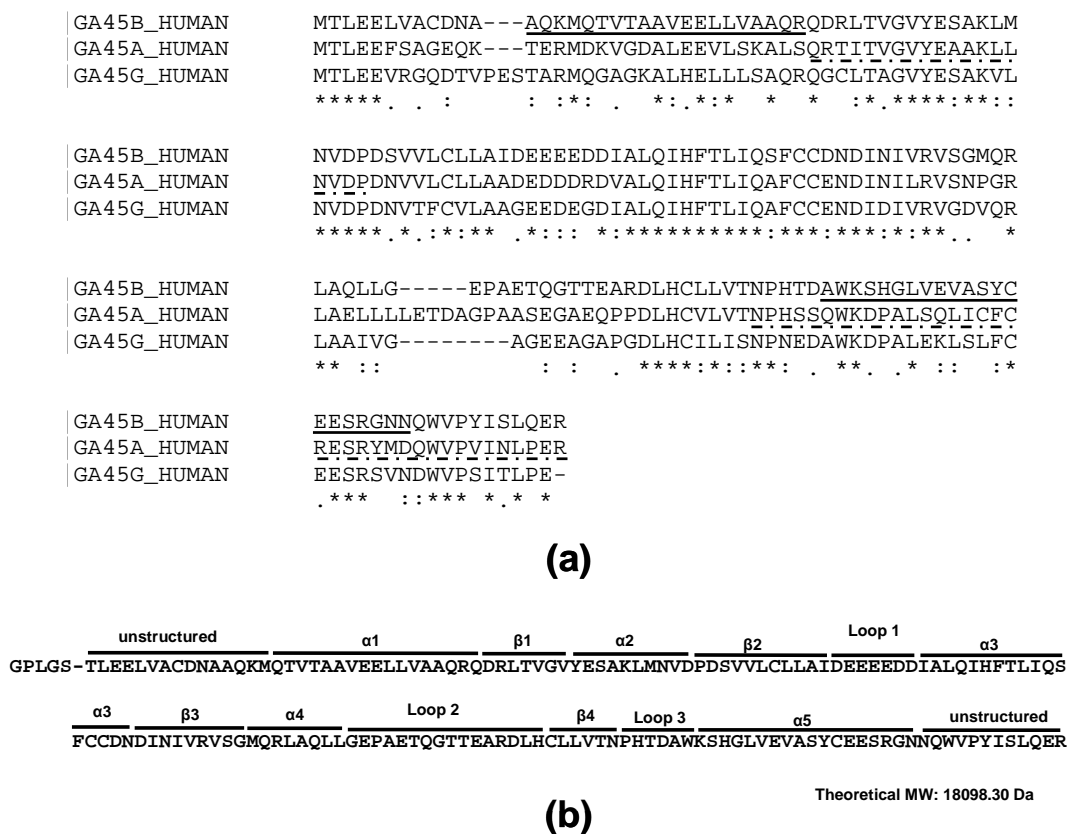 GA45B_HUMAN MTLEELVACDNA---AQKMQTVTAAVEELLVAAQRQDRLTVGVYESAKLM
GA45A_HUMAN MTLEEFSAGEQK---TERMDKVGDALEEVLSKALSQRTITVGVYEAAKLL
GA45G_HUMAN MTLEEVRGQDTVPESTARMQGAGKALHELLLSAQRQGCLTAGVYESAKVL
*****. .  :     : *: .  *:.*:*  *  *  :*.****:**::
GA45B_HUMAN NVDPDSVVLCLLAIDEEEEDDIALQIHFTLIQSFCCDNDINIVRVSGMQR
GA45A_HUMAN NVDPDNVVLCLLAADEDDDRDVALQIHFTLIQAFCCENDINILRVSNPGR
GA45G_HUMAN NVDPDNVTFCVLAAGEEDEGDIALQIHFTLIQAFCCENDIDIVRVGDVQR
*****.*.:*:** .*::: *:**********:***:***:*:**..  *
GA45B_HUMAN LAQLLG-----EPAETQGTTEARDLHCLLVTNPHTDAWKSHGLVEVASYC
GA45A_HUMAN LAELLLLETDAGPAASEGAEQPPDLHCVLVTNPHSSQWKDPALSQLICFC
GA45G_HUMAN LAAIVG--------AGEEAGAPGDLHCILISNPNEDAWKDPALEKLSLFC
** ::           : :  . ****:*::**: . **. .* ::  :*
GA45B_HUMAN EESRGNNQWVPYISLQER
GA45A_HUMAN RESRYMDQWVPVINLPER
GA45G_HUMAN EESRSVNDWVPSITLPE-
.***  ::*** *.* *
(a)
unstructured α1 β1 α2 β2 Loop 1 α3
GPLGS-TLEELVACDNAAQKMQTVTAAVEELLVAAQRQDRLTVGVYESAKLMNVDPDSVVLCLLAIDEEEEDDIALQIHFTLIQS
α3 β3 α4 Loop 2 β4 Loop 3 α5 unstructured
FCCDNDINIVRVSGMQRLAQLLGEPAETQGTTEARDLHCLLVTNPHTDAWKSHGLVEVASYCEESRGNNQWVPYISLQER
Theoretical MW: 18098.30 Da
(b)